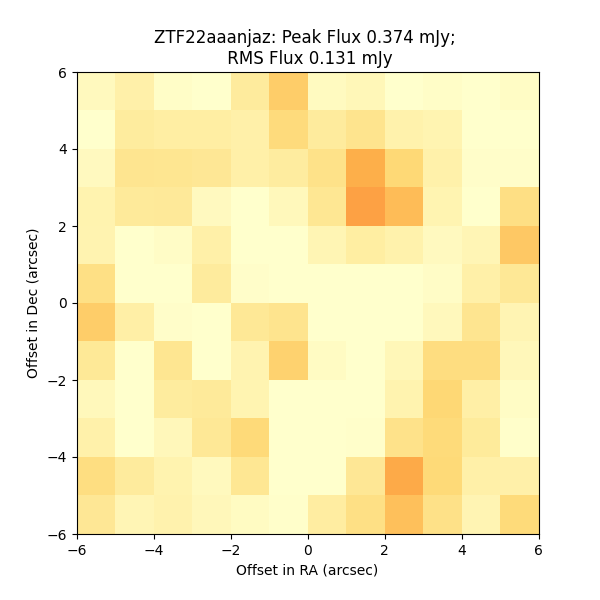 ZTF22aaanjaz: Peak Flux 0.374 mJy;
RMS Flux 0.131 mJy
6
4
2
0
−2
−4
−6
Offset in Dec (arcsec)
−6 −4 −2 0 2 4 6
Offset in RA (arcsec)